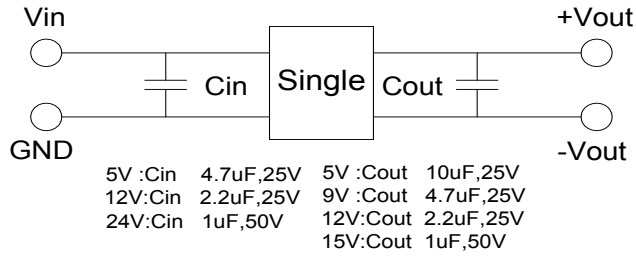 Vin
+Vout
Cin
Single
Cout
GND
-Vout
5V :Cin 4.7uF,25V
12V:Cin 2.2uF,25V
24V:Cin 1uF,50V
5V :Cout 10uF,25V
9V :Cout 4.7uF,25V
12V:Cout 2.2uF,25V
15V:Cout 1uF,50V